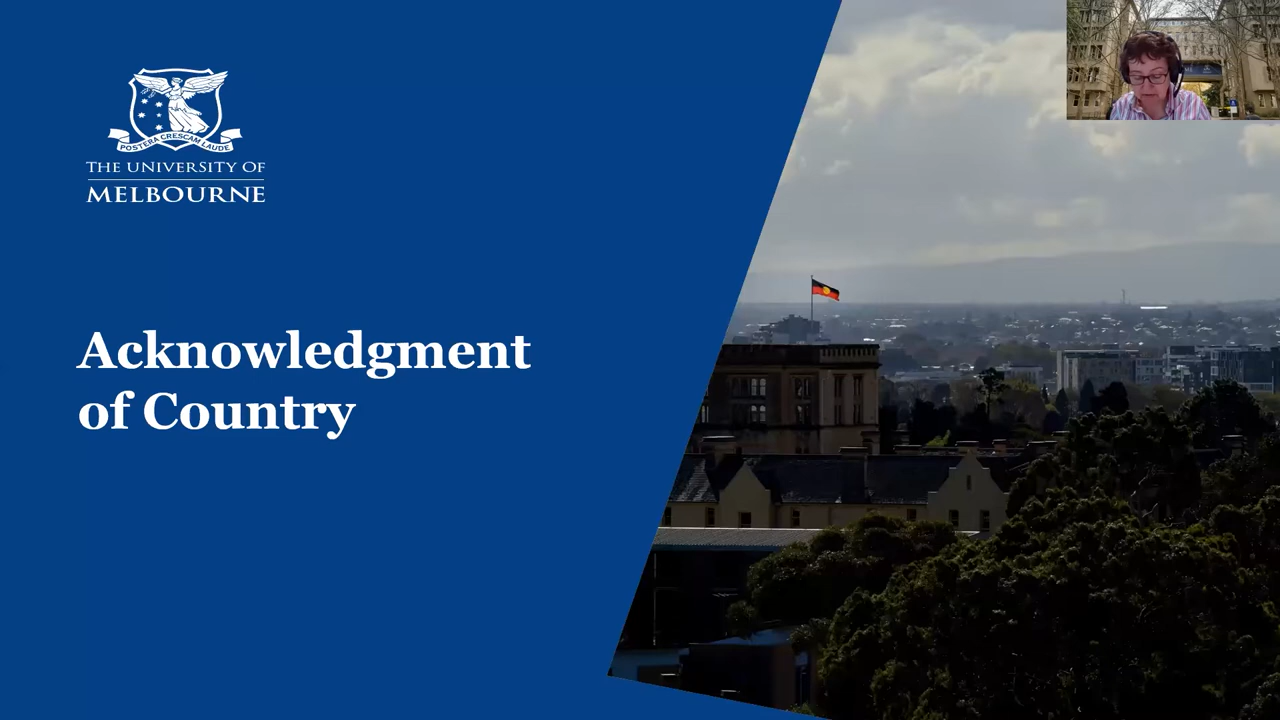 POSTERA CRESCAM LAUDE
THE UNIVERSITY OF
MELBOURNE
Acknowledgment
of Country